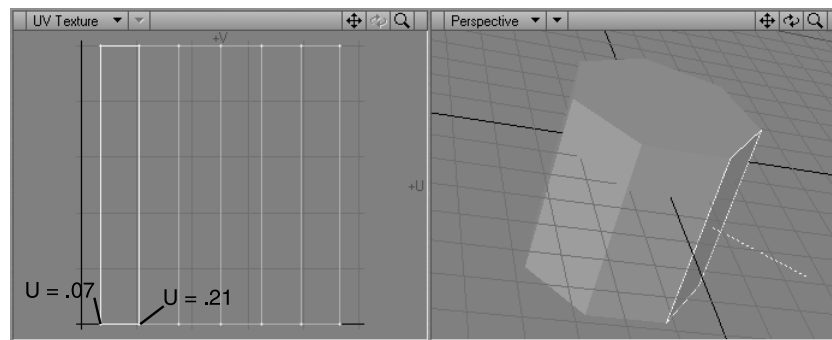 UV Texture
Perspective
+V
+U
U = .07
U = .21